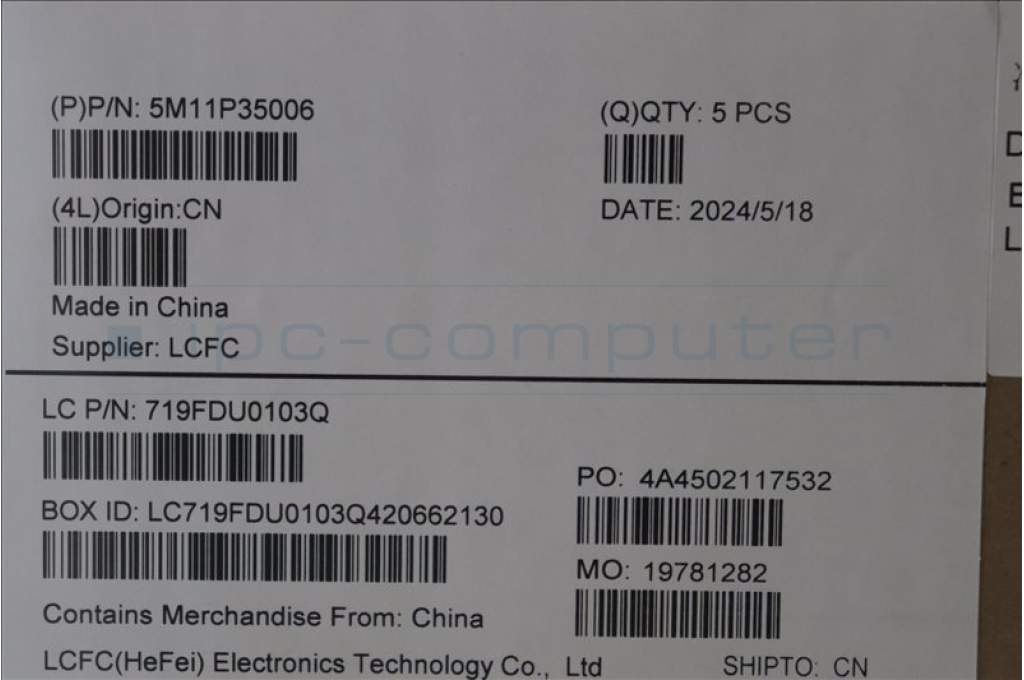 (P)P/N: 5M11P35006
(Q)QTY: 5 PCS
(4L)Origin:CN
DATE: 2024/5/18
Made in China
Supplier: LCFC
ipc-computer
LC P/N: 719FDU0103Q
PO: 4A4502117532
BOX ID: LC719FDU0103Q420662130
MO: 19781282
Contains Merchandise From: China
LCFC(HeFei) Electronics Technology Co., Ltd
SHIPTO: CN